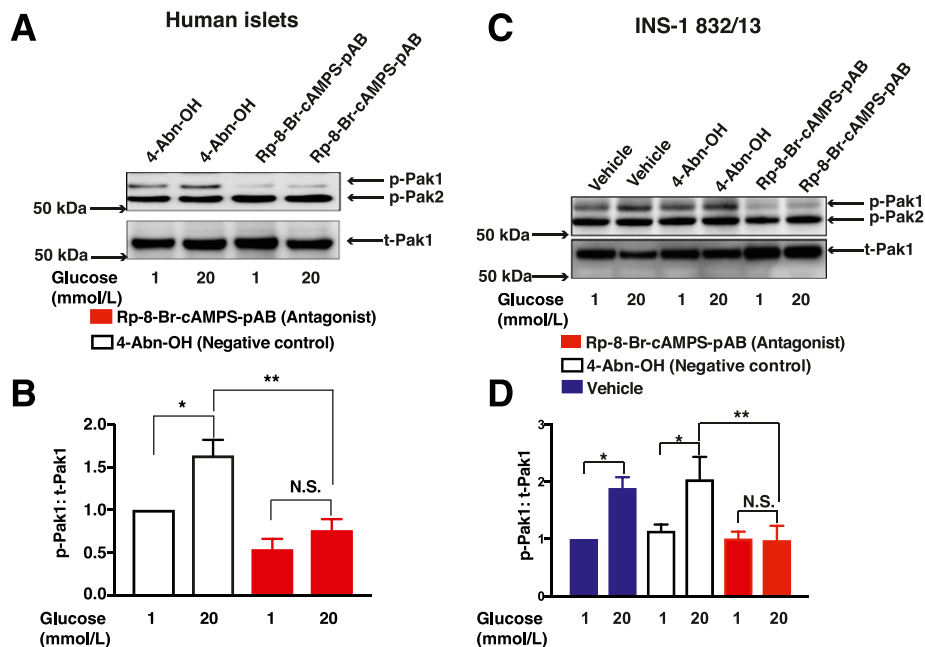 A
Human islets
4-Abn-OH
4-Abn-OH
Rp-8-Br-cAMPS-pAB
Rp-8-Br-cAMPS-pAB
p-Pak1
p-Pak2
50 kDa
t-Pak1
50 kDa
Glucose 1 20 1 20
(mmol/L)
Rp-8-Br-cAMPS-pAB (Antagonist)
4-Abn-OH (Negative control)
B
p-Pak1: t-Pak1
2.0
1.5
1.0
0.5
0.0
*
**
N.S.
Glucose 1 20 1 20
(mmol/L)
C
INS-1 832/13
Vehicle
Vehicle
4-Abn-OH
4-Abn-OH
Rp-8-Br-cAMPS-pAB
Rp-8-Br-cAMPS-pAB
p-Pak1
p-Pak2
50 kDa
t-Pak1
50 kDa
Glucose 1 20 1 20 1 20
(mmol/L)
Rp-8-Br-cAMPS-pAB (Antagonist)
4-Abn-OH (Negative control)
Vehicle
D
p-Pak1: t-Pak1
3
2
1
0
*
*
**
N.S.
Glucose 1 20 1 20 1 20
(mmol/L)